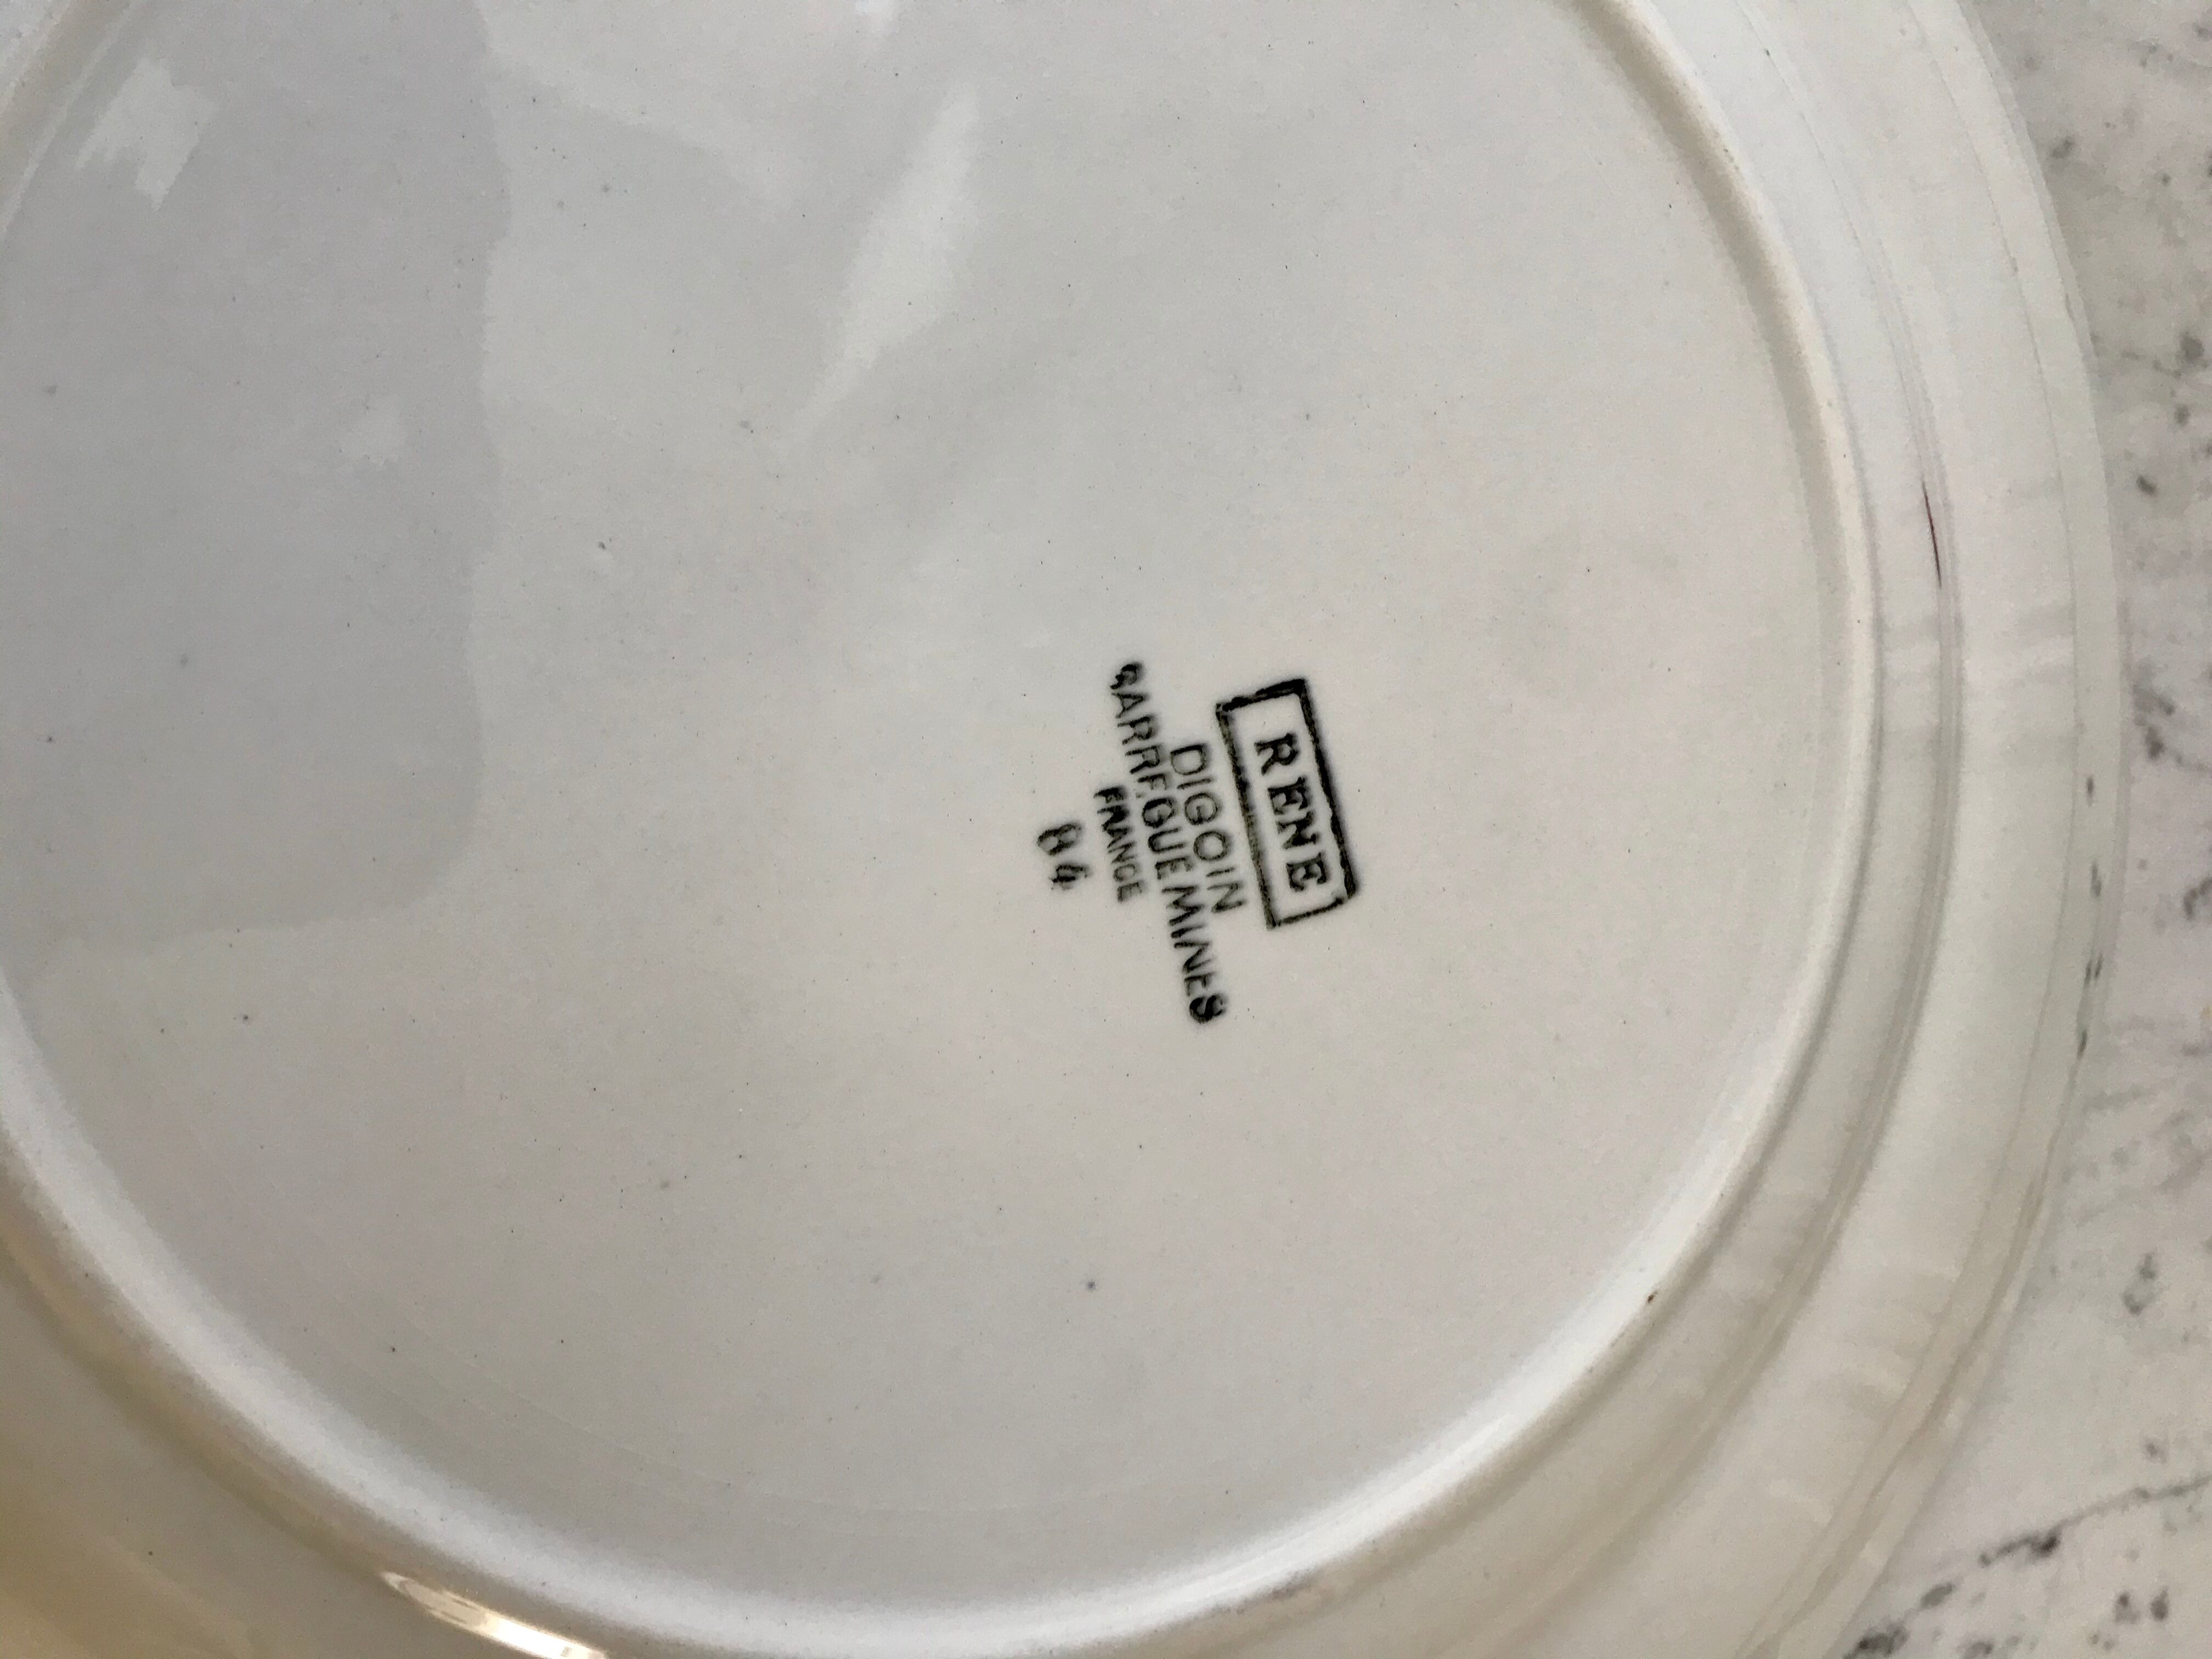 RENE
DIGOIN
SARREGUEMINES
FRANCE
84